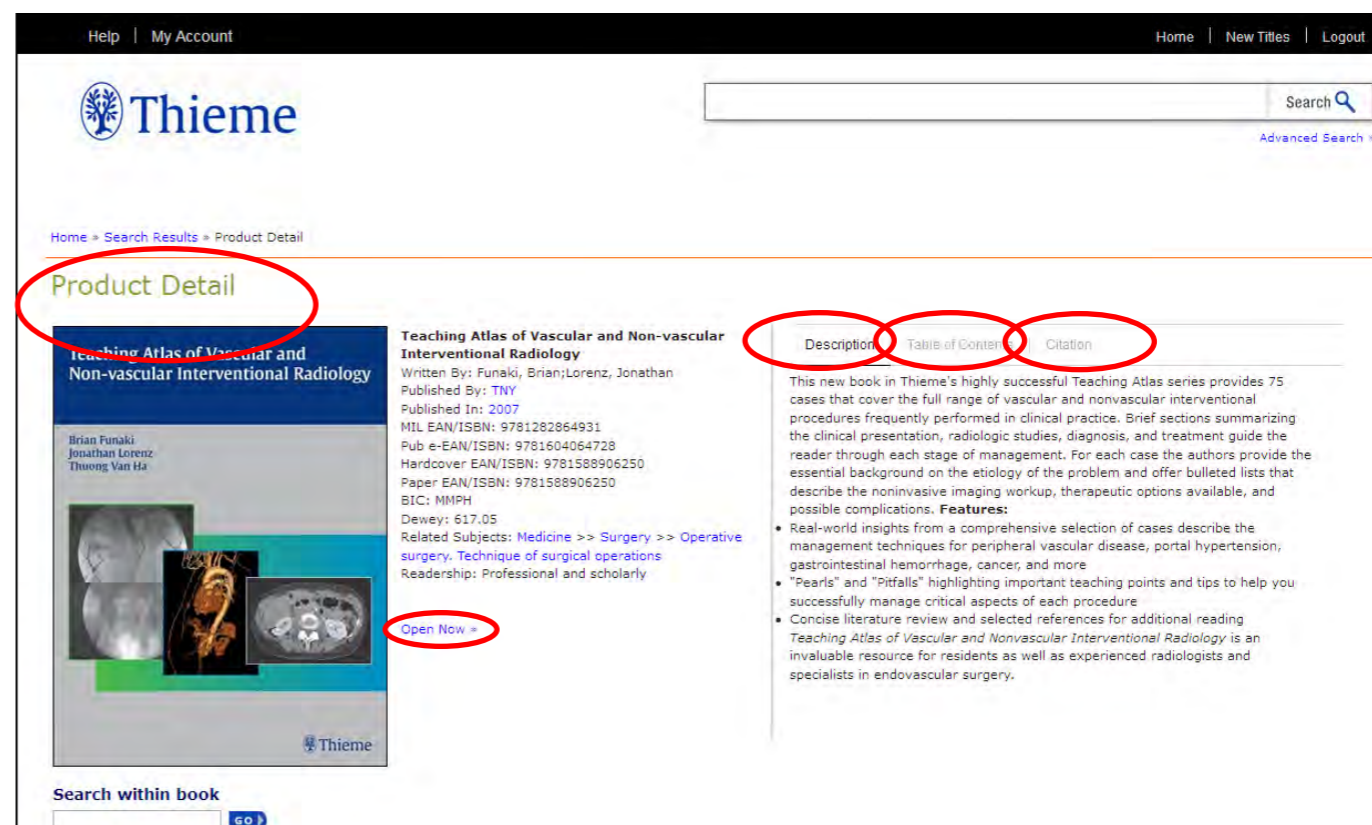 Help | My Account
Home | New Titles | Logout
Thieme
Search
Advanced Search »
Home » Search Results » Product Detail
Product Detail
Teaching Atlas of Vascular and
Non-vascular Interventional Radiology
Brian Funaki
Jonathan Lorenz
Thuong Van Ha
Thieme
Search within book
GO
Teaching Atlas of Vascular and Non-vascular
Interventional Radiology
Written By: Funaki, Brian;Lorenz, Jonathan
Published By: TNY
Published In: 2007
MIL EAN/ISBN: 9781282864931
Pub e-EAN/ISBN: 9781604064728
Hardcover EAN/ISBN: 9781588906250
Paper EAN/ISBN: 9781588906250
BIC: MMPH
Dewey: 617.05
Related Subjects: Medicine >> Surgery >> Operative
surgery. Technique of surgical operations
Readership: Professional and scholarly
Open Now »
Description | Table of Contents | Citation
This new book in Thieme's highly successful Teaching Atlas series provides 75
cases that cover the full range of vascular and nonvascular interventional
procedures frequently performed in clinical practice. Brief sections summarizing
the clinical presentation, radiologic studies, diagnosis, and treatment guide the
reader through each stage of management. For each case the authors provide the
essential background on the etiology of the problem and offer bulleted lists that
describe the noninvasive imaging workup, therapeutic options available, and
possible complications. Features:
• Real-world insights from a comprehensive selection of cases describe the
management techniques for peripheral vascular disease, portal hypertension,
gastrointestinal hemorrhage, cancer, and more
• "Pearls" and "Pitfalls" highlighting important teaching points and tips to help you
successfully manage critical aspects of each procedure
• Concise literature review and selected references for additional reading
Teaching Atlas of Vascular and Nonvascular Interventional Radiology is an
invaluable resource for residents as well as experienced radiologists and
specialists in endovascular surgery.